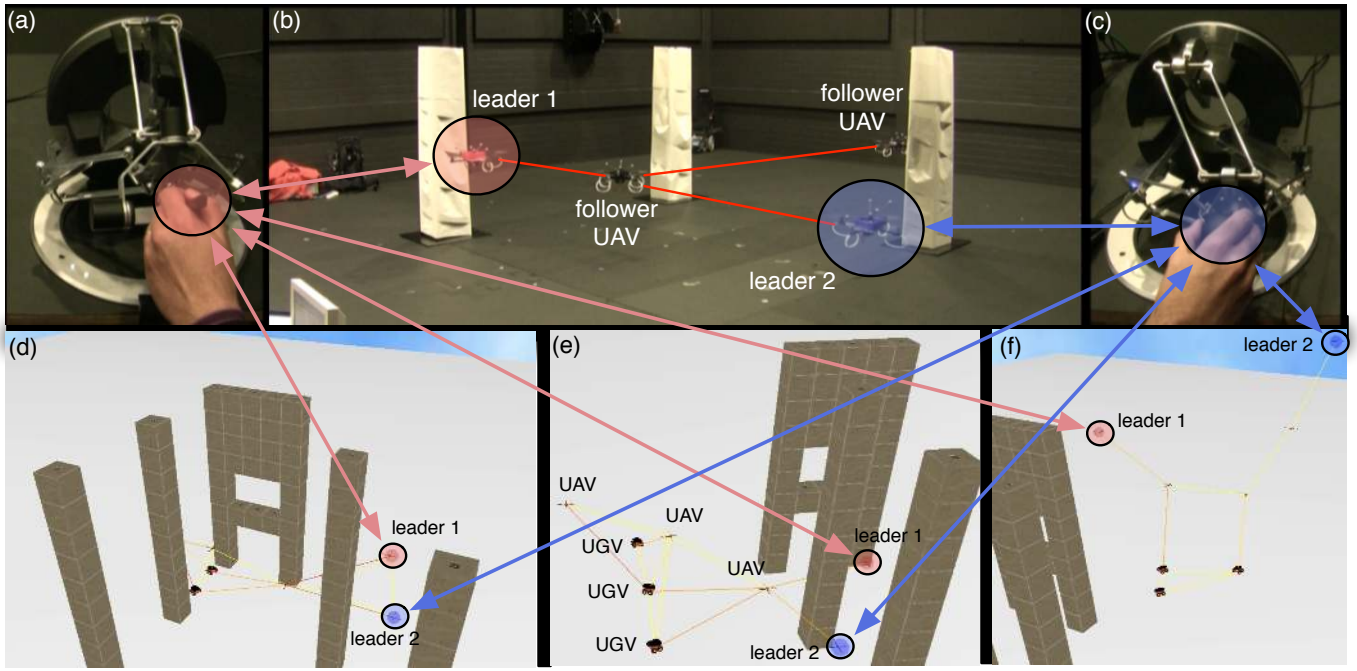 (a)
(b)
(c)
leader 1
follower
UAV
follower
UAV
leader 2
(d)
(e)
(f)
leader 2
leader 1
leader 1
leader 2
UAV
UAV
UGV
UAV
UGV
UGV
leader 1
leader 2